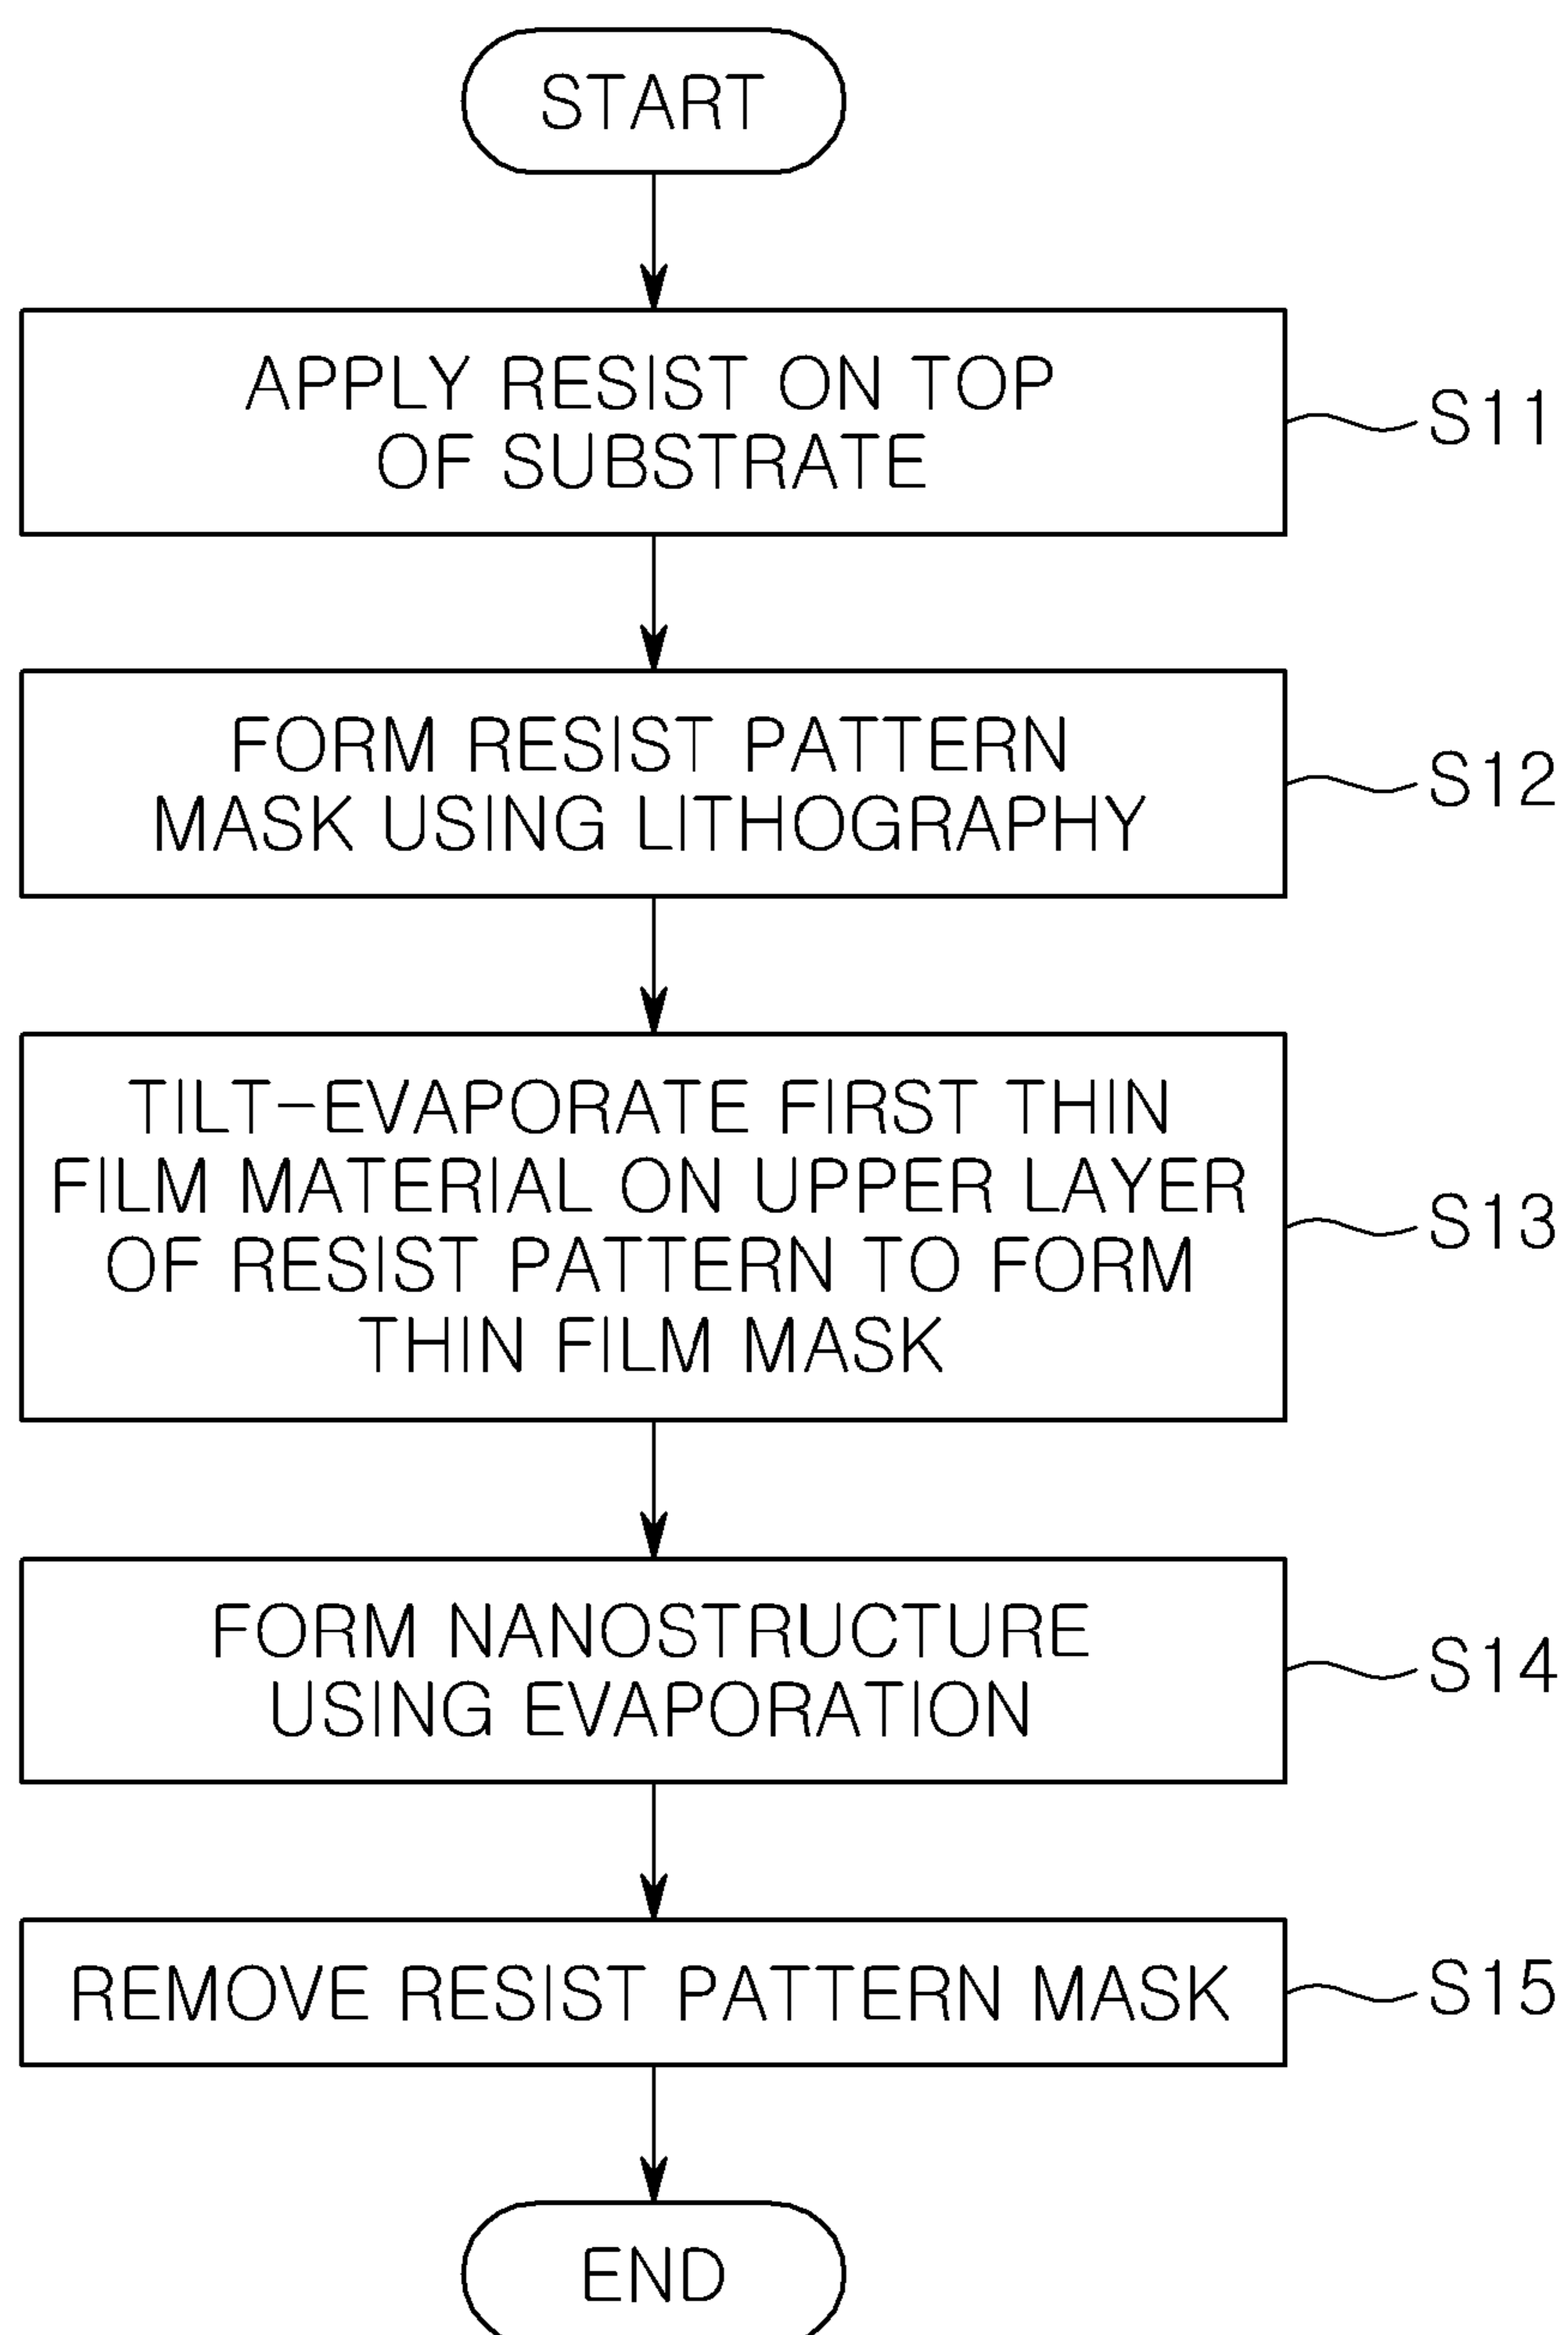 START
APPLY RESIST ON TOP
OF SUBSTRATE
S11
FORM RESIST PATTERN
MASK USING LITHOGRAPHY
S12
TILT-EVAPORATE FIRST THIN
FILM MATERIAL ON UPPER LAYER
OF RESIST PATTERN TO FORM
THIN FILM MASK
S13
FORM NANOSTRUCTURE
USING EVAPORATION
S14
REMOVE RESIST PATTERN MASK
S15
END